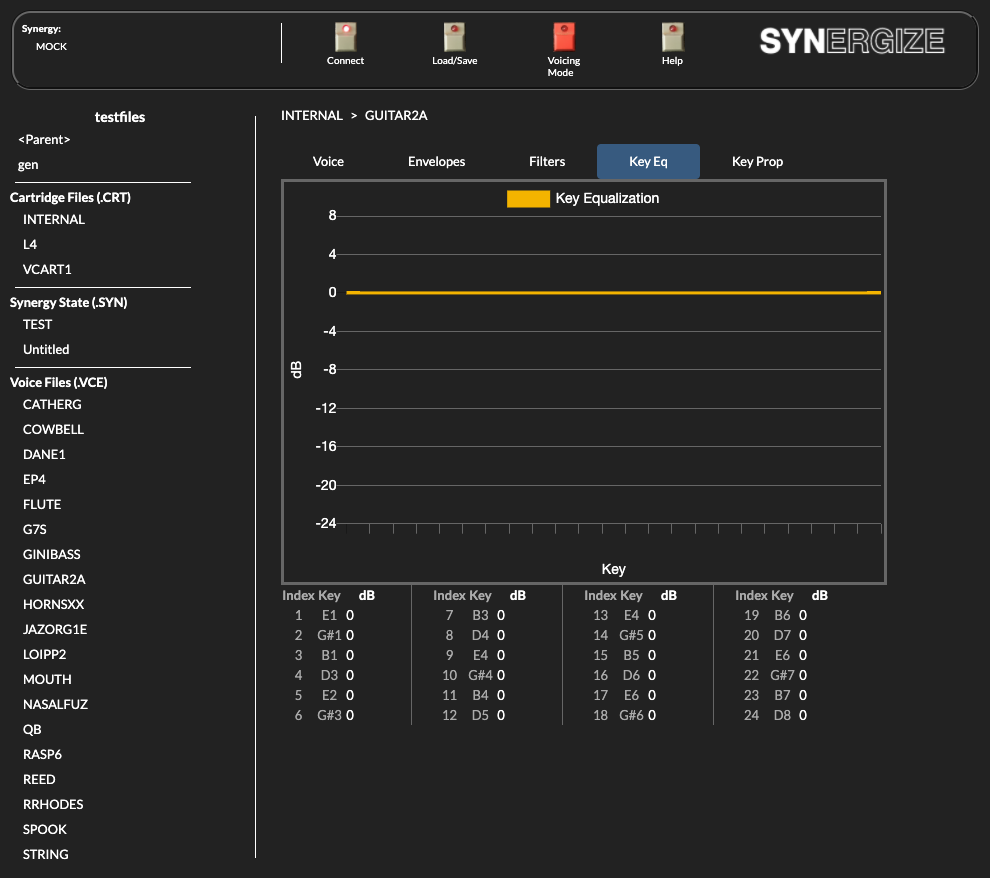 Synergy:
MOCK
Connect
Load/Save
Voicing
Mode
Help
SYNERGIZE
testfiles
<Parent>
gen
Cartridge Files (.CRT)
INTERNAL
L4
VCART1
Synergy State (.SYN)
TEST
Untitled
Voice Files (.VCE)
CATHERG
COWBELL
DANE1
EP4
FLUTE
G7S
GINIBASS
GUITAR2A
HORNSXX
JAZORG1E
LOIPP2
MOUTH
NASALFUZ
QB
RASP6
REED
RRHODES
SPOOK
STRING
INTERNAL > GUITAR2A
Voice Envelopes Filters Key Eq Key Prop
Key Equalization
8
4
0
-4
-8
-12
-16
-20
-24
dB
Key
Index Key dB Index Key dB Index Key dB Index Key dB
1 E1 0 7 B3 0 13 E4 0 19 B6 0
2 G#1 0 8 D4 0 14 G#5 0 20 D7 0
3 B1 0 9 E4 0 15 B5 0 21 E6 0
4 D3 0 10 G#4 0 16 D6 0 22 G#7 0
5 E2 0 11 B4 0 17 E6 0 23 B7 0
6 G#3 0 12 D5 0 18 G#6 0 24 D8 0